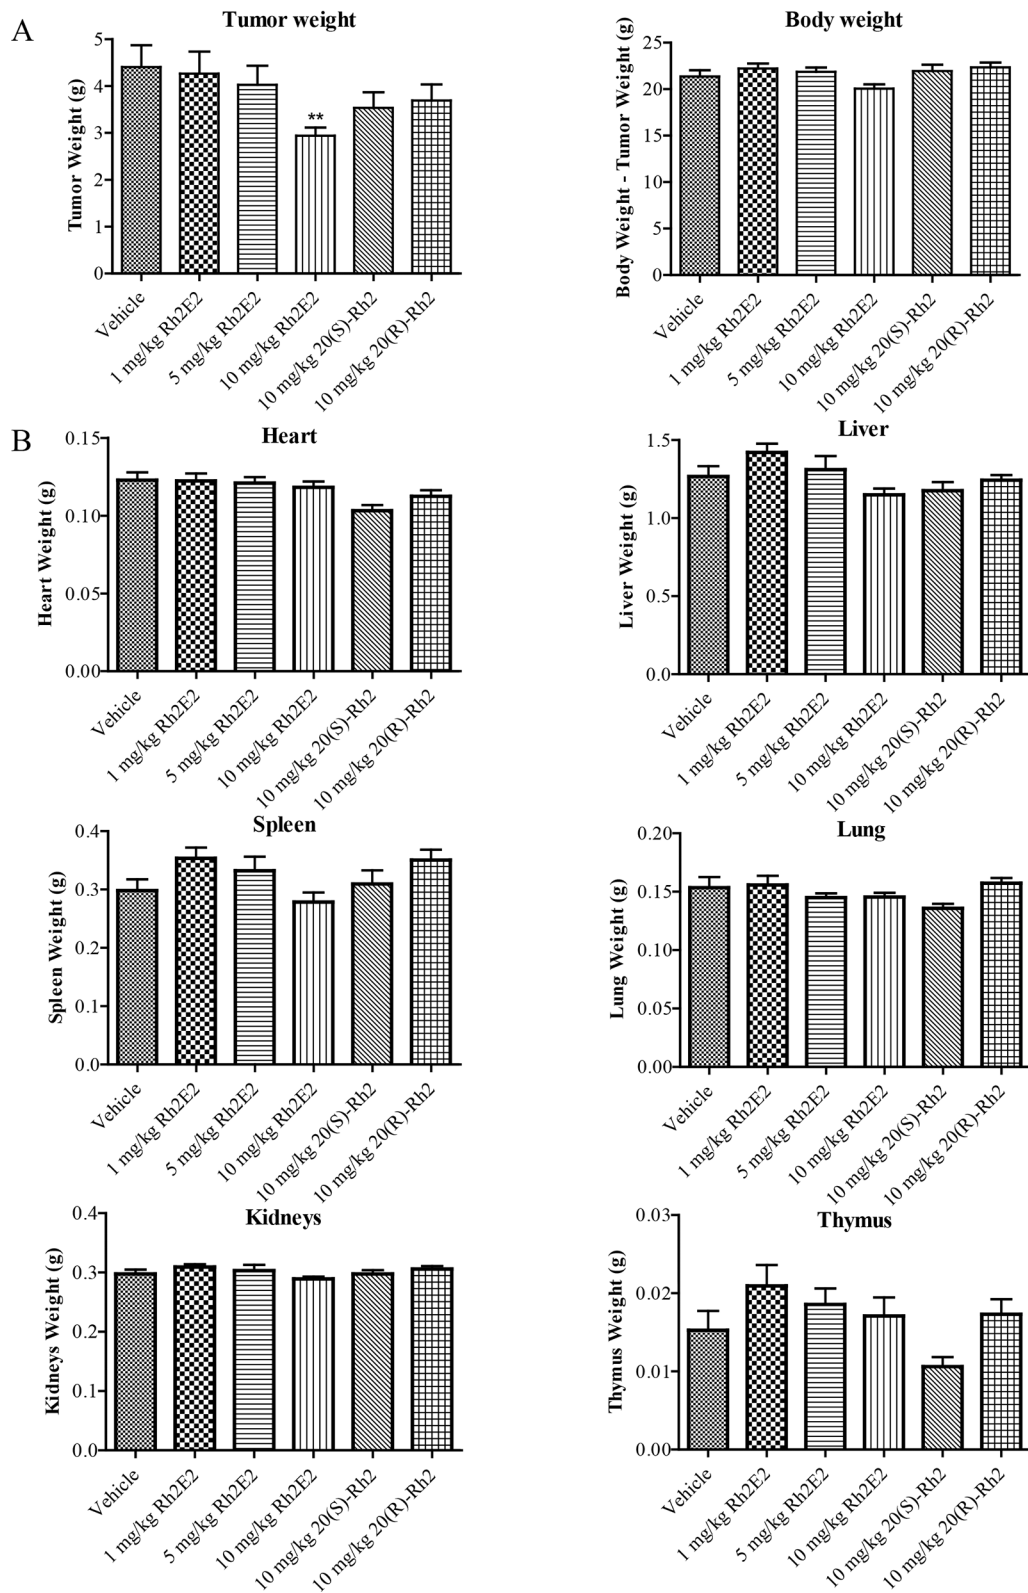 A
Tumor weight
Tumor Weight (g)
5
4
3
2
1
0
**
Vehicle
1 mg/kg Rh2E2
5 mg/kg Rh2E2
10 mg/kg Rh2E2
10 mg/kg 20(S)-Rh2
10 mg/kg 20(R)-Rh2
Body weight
Body Weight - Tumor Weight (g)
25
20
15
10
5
0
Vehicle
1 mg/kg Rh2E2
5 mg/kg Rh2E2
10 mg/kg Rh2E2
10 mg/kg 20(S)-Rh2
10 mg/kg 20(R)-Rh2
B
Heart
Heart Weight (g)
0.15
0.10
0.05
0.00
Vehicle
1 mg/kg Rh2E2
5 mg/kg Rh2E2
10 mg/kg Rh2E2
10 mg/kg 20(S)-Rh2
10 mg/kg 20(R)-Rh2
Liver
Liver Weight (g)
1.5
1.0
0.5
0.0
Vehicle
1 mg/kg Rh2E2
5 mg/kg Rh2E2
10 mg/kg Rh2E2
10 mg/kg 20(S)-Rh2
10 mg/kg 20(R)-Rh2
Spleen
Spleen Weight (g)
0.4
0.3
0.2
0.1
0.0
Vehicle
1 mg/kg Rh2E2
5 mg/kg Rh2E2
10 mg/kg Rh2E2
10 mg/kg 20(S)-Rh2
10 mg/kg 20(R)-Rh2
Lung
Lung Weight (g)
0.20
0.15
0.10
0.05
0.00
Vehicle
1 mg/kg Rh2E2
5 mg/kg Rh2E2
10 mg/kg Rh2E2
10 mg/kg 20(S)-Rh2
10 mg/kg 20(R)-Rh2
Kidneys
Kidneys Weight (g)
0.4
0.3
0.2
0.1
0.0
Vehicle
1 mg/kg Rh2E2
5 mg/kg Rh2E2
10 mg/kg Rh2E2
10 mg/kg 20(S)-Rh2
10 mg/kg 20(R)-Rh2
Thymus
Thymus Weight (g)
0.03
0.02
0.01
0.00
Vehicle
1 mg/kg Rh2E2
5 mg/kg Rh2E2
10 mg/kg Rh2E2
10 mg/kg 20(S)-Rh2
10 mg/kg 20(R)-Rh2